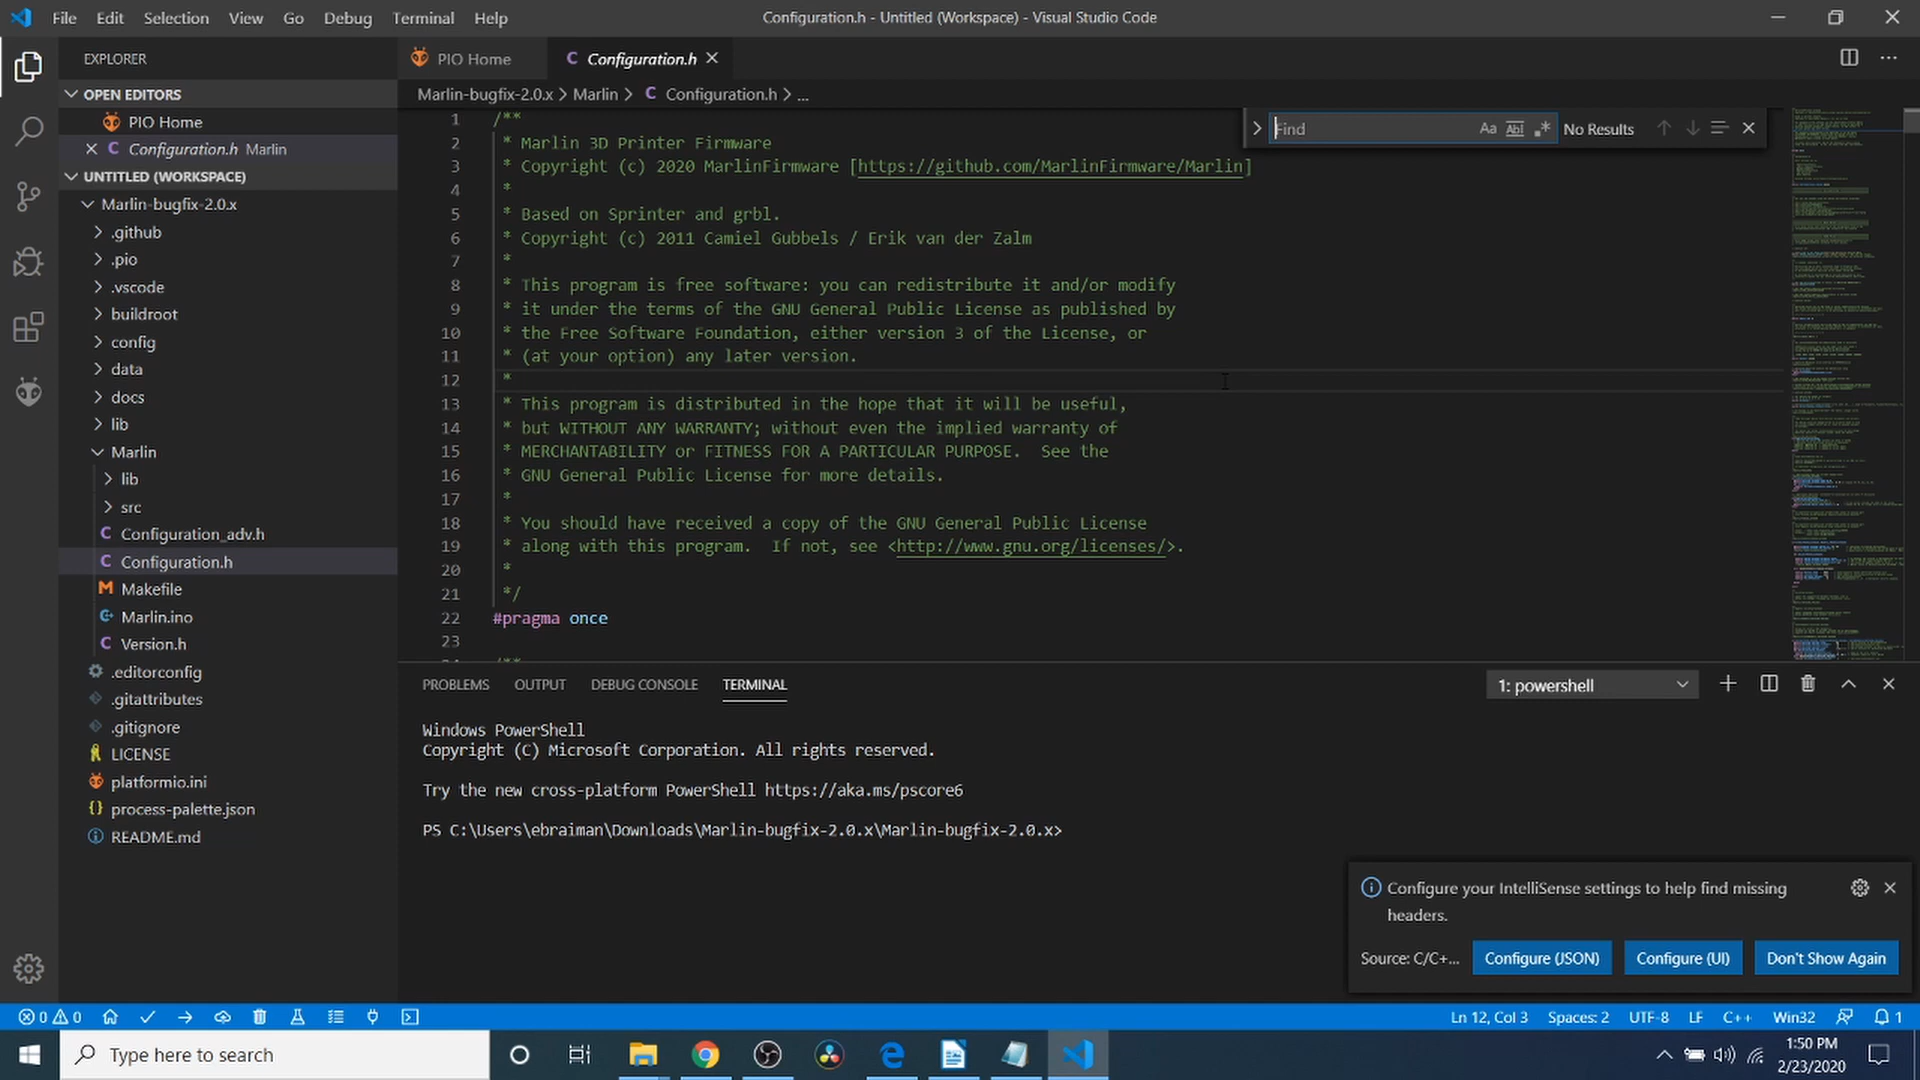 File Edit Selection View Go Debug Terminal Help
Configuration.h - Untitled (Workspace) - Visual Studio Code
EXPLORER
OPEN EDITORS
PIO Home
Configuration.h Marlin
UNTITLED (WORKSPACE)
Marlin-bugfix-2.0.x
.github
.pio
.vscode
buildroot
config
data
docs
lib
Marlin
lib
src
Configuration_adv.h
Configuration.h
Makefile
Marlin.ino
Version.h
.editorconfig
.gitattributes
.gitignore
LICENSE
platformio.ini
process-palette.json
README.md
PIO Home
Configuration.h
Marlin-bugfix-2.0.x > Marlin > C Configuration.h > ...
Find
Aa Abl .* No Results
1 /**
2 * Marlin 3D Printer Firmware
3 * Copyright (c) 2020 MarlinFirmware [https://github.com/MarlinFirmware/Marlin]
4 *
5 * Based on Sprinter and grbl.
6 * Copyright (c) 2011 Camiel Gubbels / Erik van der Zalm
7 *
8 * This program is free software: you can redistribute it and/or modify
9 * it under the terms of the GNU General Public License as published by
10 * the Free Software Foundation, either version 3 of the License, or
11 * (at your option) any later version.
12 *
13 * This program is distributed in the hope that it will be useful,
14 * but WITHOUT ANY WARRANTY; without even the implied warranty of
15 * MERCHANTABILITY or FITNESS FOR A PARTICULAR PURPOSE.  See the
16 * GNU General Public License for more details.
17 *
18 * You should have received a copy of the GNU General Public License
19 * along with this program.  If not, see <http://www.gnu.org/licenses/>.
20 *
21 */
22 #pragma once
23
PROBLEMS OUTPUT DEBUG CONSOLE TERMINAL
1: powershell
Windows PowerShell
Copyright (C) Microsoft Corporation. All rights reserved.
Try the new cross-platform PowerShell https://aka.ms/pscore6
PS C:\Users\ebraiman\Downloads\Marlin-bugfix-2.0.x\Marlin-bugfix-2.0.x>
Configure your IntelliSense settings to help find missing
headers.
Source: C/C+...
Configure (JSON)
Configure (UI)
Don't Show Again
0 0
Ln 12, Col 3 Spaces: 2 UTF-8 LF C++ Win32 1
Type here to search
1:50 PM
2/23/2020